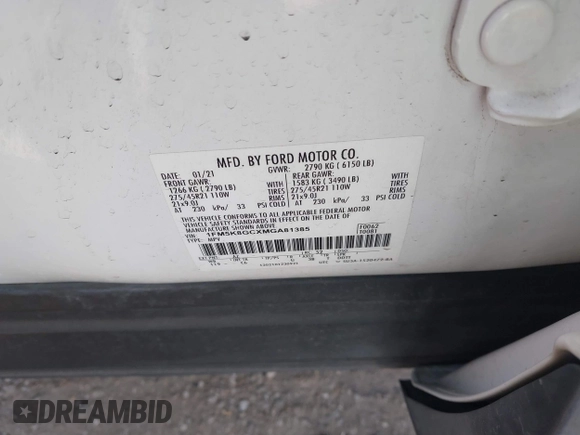 MFD. BY FORD MOTOR CO.
DATE: 01/21 GVWR: 2790 KG ( 6150 LB)
FRONT GAWR: REAR GAWR:
1266 KG ( 2790 LB) WITH 1583 KG ( 3490 LB) WITH
275/45R21 110W TIRES 275/45R21 110W TIRES
21x9.0J RIMS 21x9.0J RIMS
AT 230 kPa/ 33 PSI COLD AT 230 kPa/ 33 PSI COLD
THIS VEHICLE CONFORMS TO ALL APPLICABLE FEDERAL MOTOR
VEHICLE SAFETY STANDARDS IN EFFECT ON THE DATE OF
MANUFACTURE SHOWN ABOVE.
VIN: 1FM5K8GCXMGA81385 F0062
TYPE: MPV T0081
DREAMBID